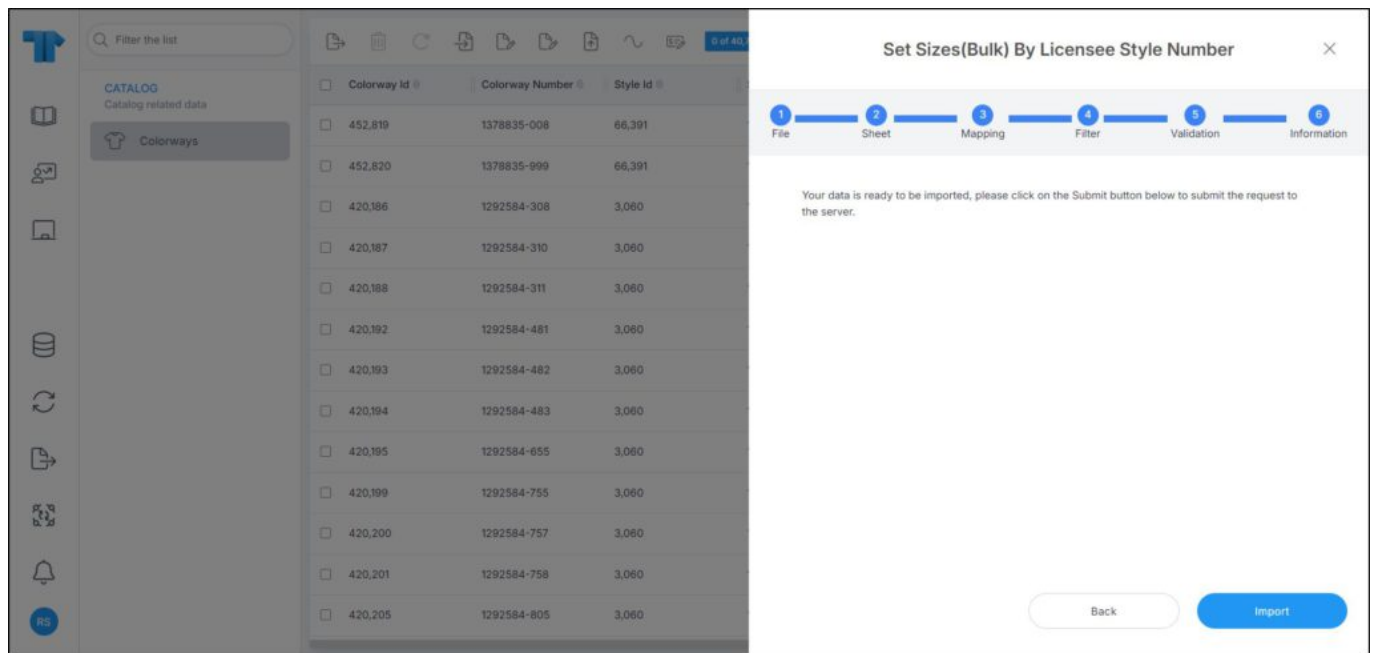 Filter the list
CATALOG
Catalog related data
Colorways
0 of 40,7
Colorway Id Colorway Number Style Id
452,819 1378835-008 66,391
452,820 1378835-999 66,391
420,186 1292584-308 3,060
420,187 1292584-310 3,060
420,188 1292584-311 3,060
420,192 1292584-481 3,060
420,193 1292584-482 3,060
420,194 1292584-483 3,060
420,195 1292584-655 3,060
420,199 1292584-755 3,060
420,200 1292584-757 3,060
420,201 1292584-758 3,060
420,205 1292584-805 3,060
RS
Set Sizes(Bulk) By Licensee Style Number
1 2 3 4 5 6
File Sheet Mapping Filter Validation Information
Your data is ready to be imported, please click on the Submit button below to submit the request to
the server.
Back Import